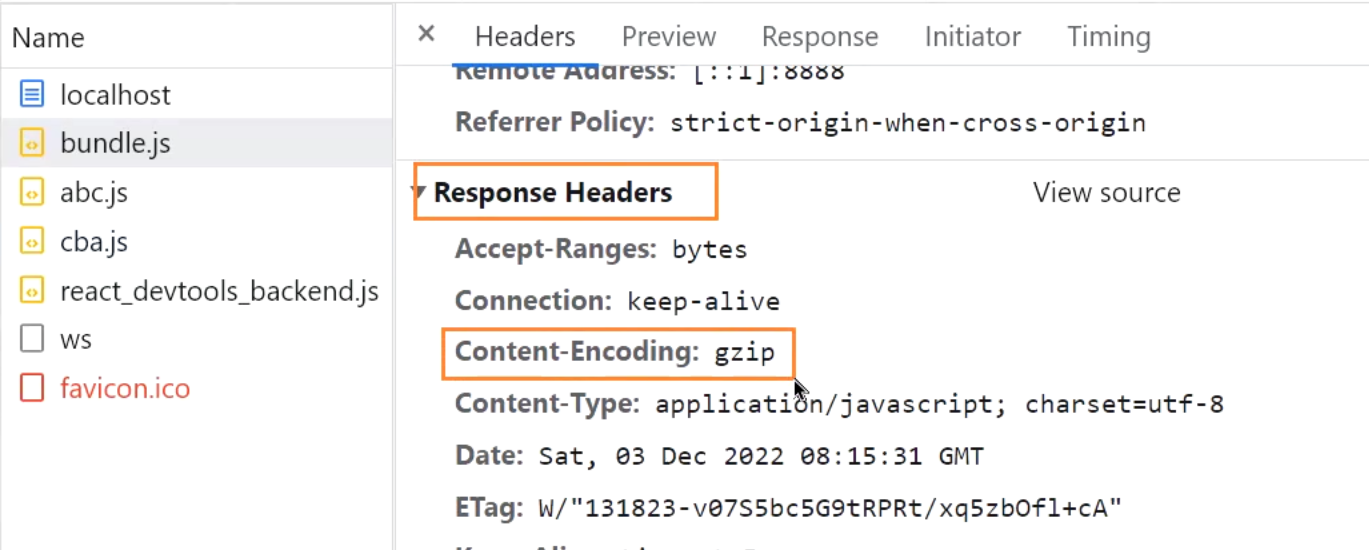 Name
localhost
bundle.js
abc.js
cba.js
react_devtools_backend.js
ws
favicon.ico
× Headers Preview Response Initiator Timing
Remote Address: [::1]:8888
Referrer Policy: strict-origin-when-cross-origin
▼ Response Headers View source
Accept-Ranges: bytes
Connection: keep-alive
Content-Encoding: gzip
Content-Type: application/javascript; charset=utf-8
Date: Sat, 03 Dec 2022 08:15:31 GMT
ETag: W/"131823-v07S5bc5G9tRPRt/xq5zbOfl+cA"